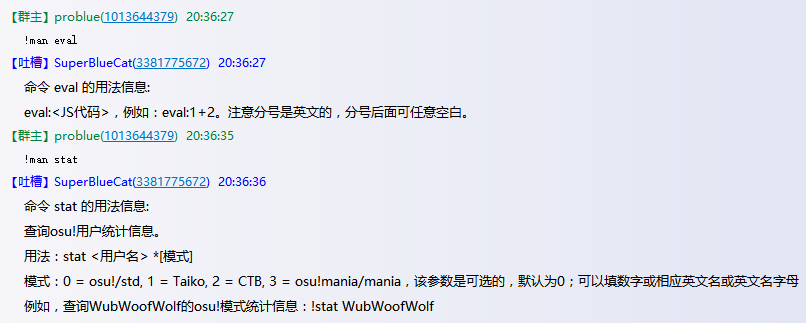 【群主】problue(1013644379) 20:36:27
!man eval
【吐槽】SuperBlueCat(3381775672) 20:36:27
命令 eval 的用法信息:
eval:<JS代码>，例如：eval:1+2。注意分号是英文的，分号后面可任意空白。
【群主】problue(1013644379) 20:36:35
!man stat
【吐槽】SuperBlueCat(3381775672) 20:36:36
命令 stat 的用法信息:
查询osu!用户统计信息。
用法：stat <用户名> *[模式]
模式：0 = osu!/std, 1 = Taiko, 2 = CTB, 3 = osu!mania/mania，该参数是可选的，默认为0；可以填数字或相应英文名或英文名字母
例如，查询WubWoofWolf的osu!模式统计信息：!stat WubWoofWolf